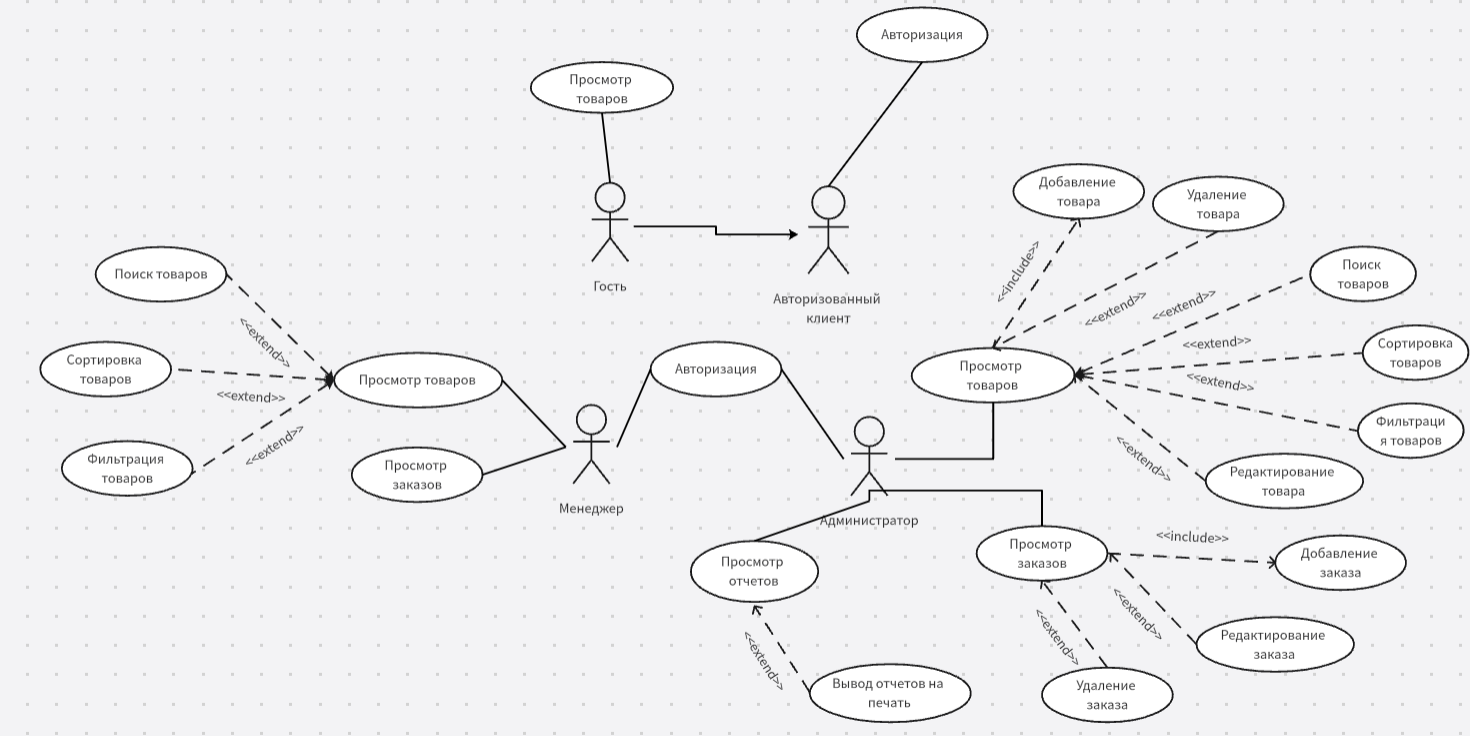 Авторизация
Просмотр
товаров
Гость
Авторизованный
клиент
Поиск товаров
Сортировка
товаров
Фильтрация
товаров
<<extend>>
<<extend>>
<<extend>>
Просмотр товаров
Просмотр
заказов
Менеджер
Авторизация
Администратор
Добавление
товара
Удаление
товара
Поиск
товаров
Сортировка
товаров
Фильтраци
я товаров
Редактирование
товара
<<include>>
<<extend>>
<<extend>>
<<extend>>
<<extend>>
<<extend>>
Просмотр
товаров
Просмотр
отчетов
<<extend>>
Вывод отчетов на
печать
Просмотр
заказов
<<include>>
Добавление
заказа
<<extend>>
Редактирование
заказа
<<extend>>
Удаление
заказа